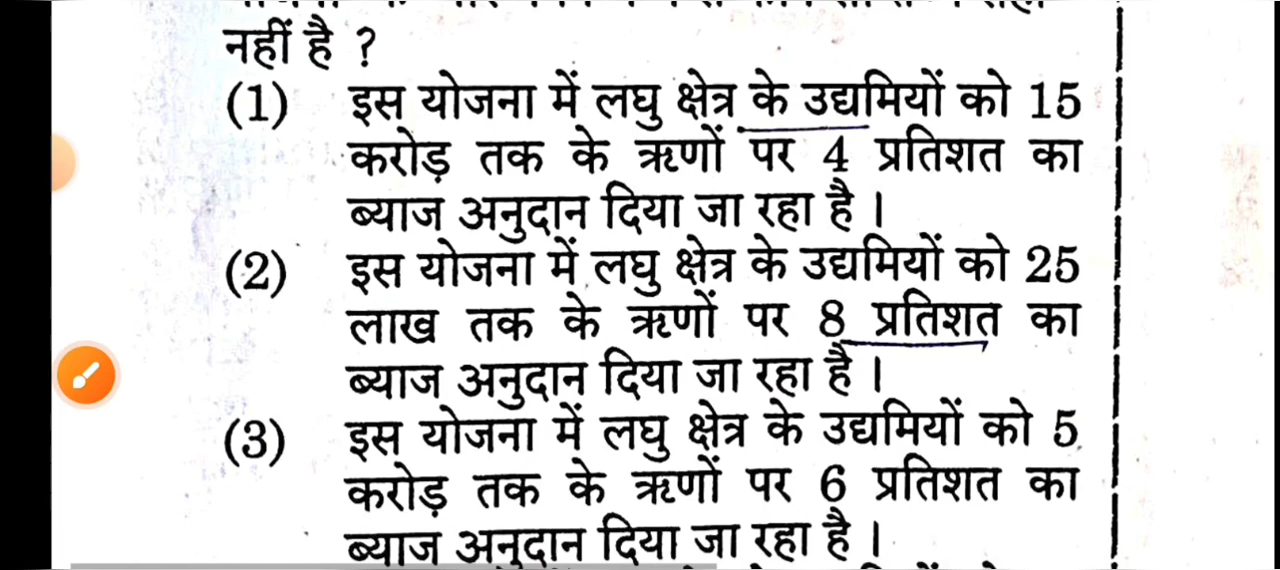 नहीं है ?
(1) इस योजना में लघु क्षेत्र के उद्यमियों को 15
करोड़ तक के ऋणों पर 4 प्रतिशत का
ब्याज अनुदान दिया जा रहा है ।
(2) इस योजना में लघु क्षेत्र के उद्यमियों को 25
लाख तक के ऋणों पर 8 प्रतिशत का
ब्याज अनुदान दिया जा रहा है ।
(3) इस योजना में लघु क्षेत्र के उद्यमियों को 5
करोड़ तक के ऋणों पर 6 प्रतिशत का
ब्याज अनुदान दिया जा रहा है ।